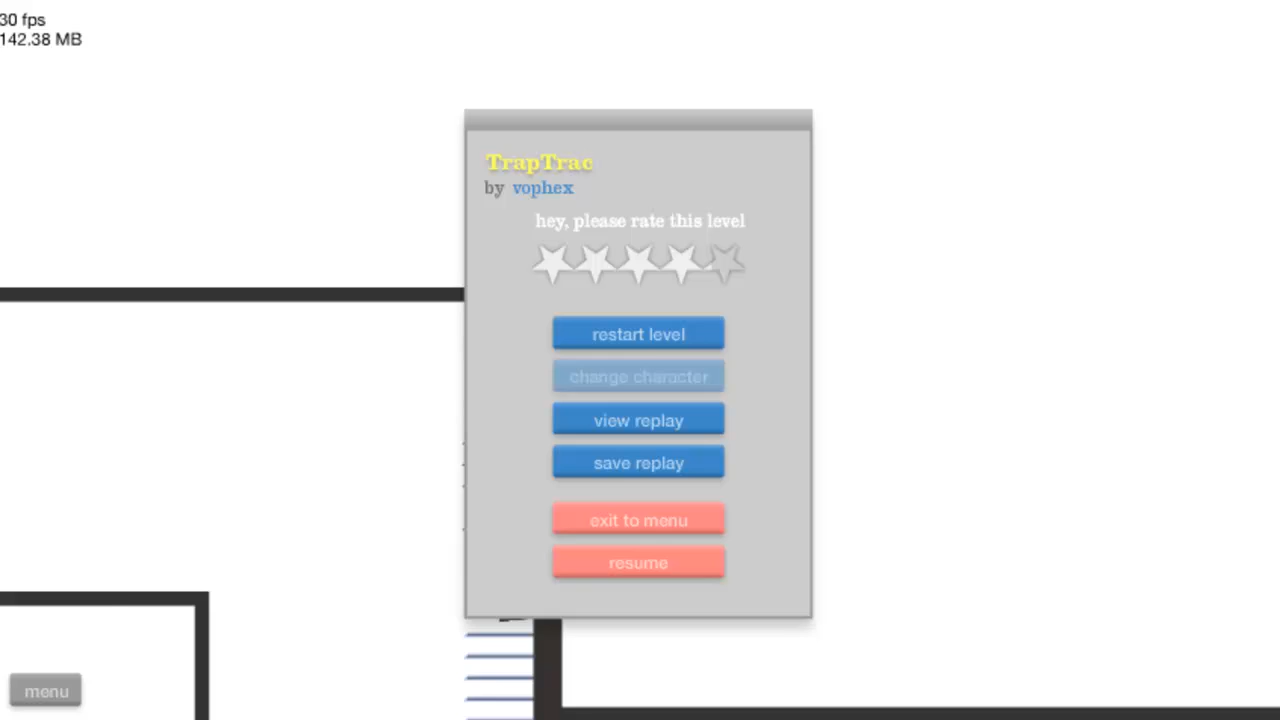 30 fps
142.38 MB
TrapTrac
by vophex
hey, please rate this level
restart level
change character
view replay
save replay
exit to menu
resume
menu